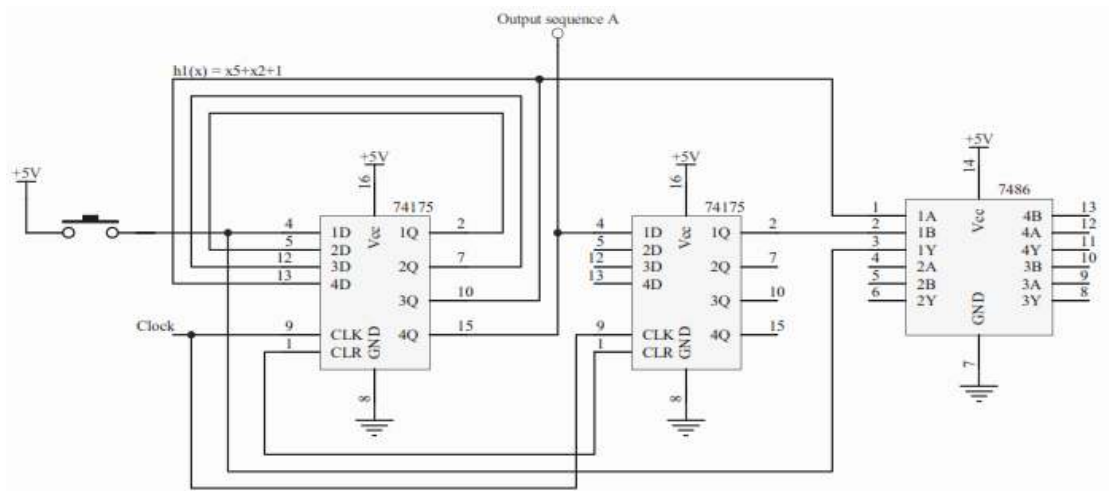 Output sequence A
h1(x) = x5+x2+1
+5V
+5V
+5V
+5V
16
16
14
74175
74175
7486
4 1D 1Q 2
5 2D
12 3D 2Q 7
13 4D
3Q 10
Clock
9 CLK 4Q 15
1 CLR
Vcc
GND
8
4 1D 1Q 2
5 2D
12 3D 2Q 7
13 4D
3Q 10
9 CLK 4Q 15
1 CLR
Vcc
GND
8
1 1A 4B 13
2 1B 4A 12
3 1Y 4Y 11
4 2A 3B 10
5 2B 3A 9
6 2Y 3Y 8
Vcc
GND
7